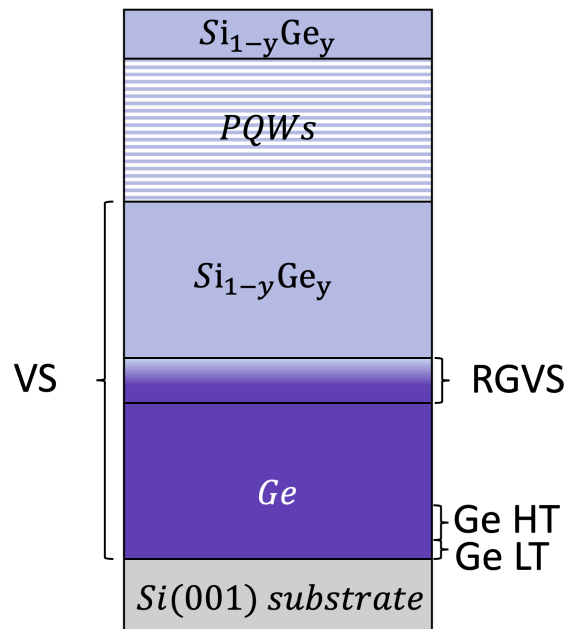 Si₁₋yGey
PQWs
Si₁₋yGey
VS
RGVS
Ge
Ge HT
Ge LT
Si(001) substrate